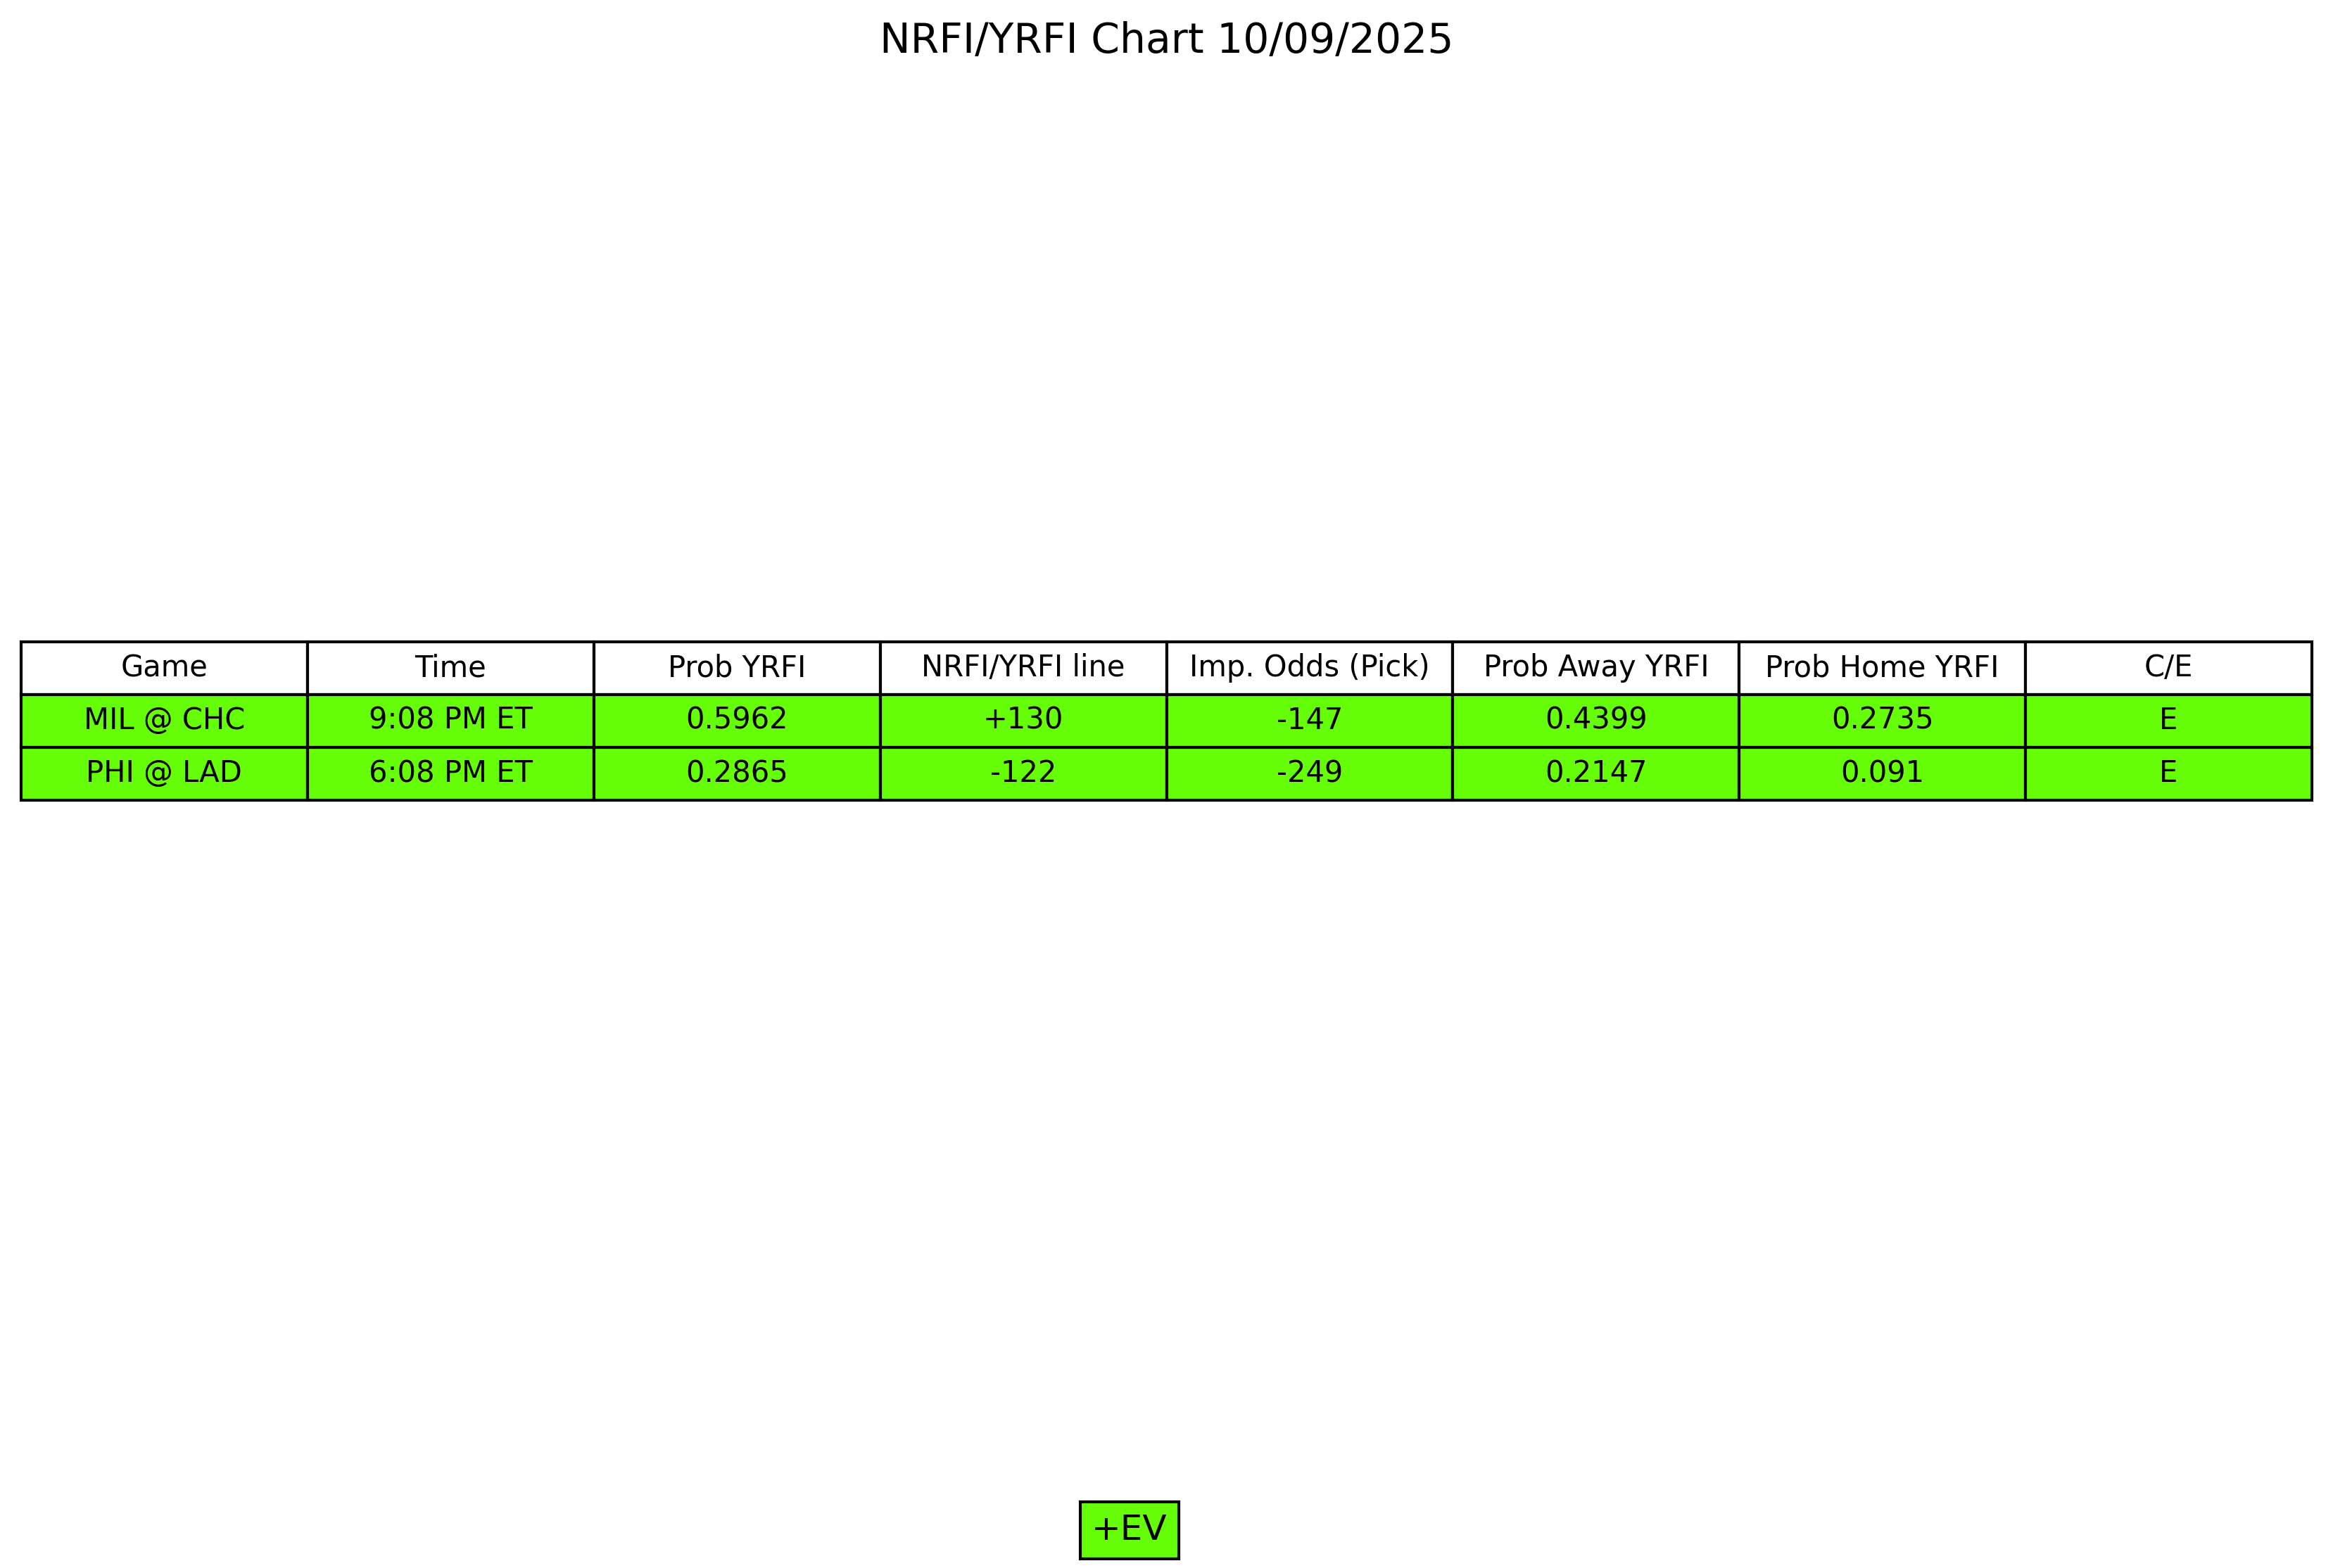 NRFI/YRFI Chart 10/09/2025
Game Time Prob YRFI NRFI/YRFI line Imp. Odds (Pick) Prob Away YRFI Prob Home YRFI C/E
MIL @ CHC 9:08 PM ET 0.5962 +130 -147 0.4399 0.2735 E
PHI @ LAD 6:08 PM ET 0.2865 -122 -249 0.2147 0.091 E
+EV